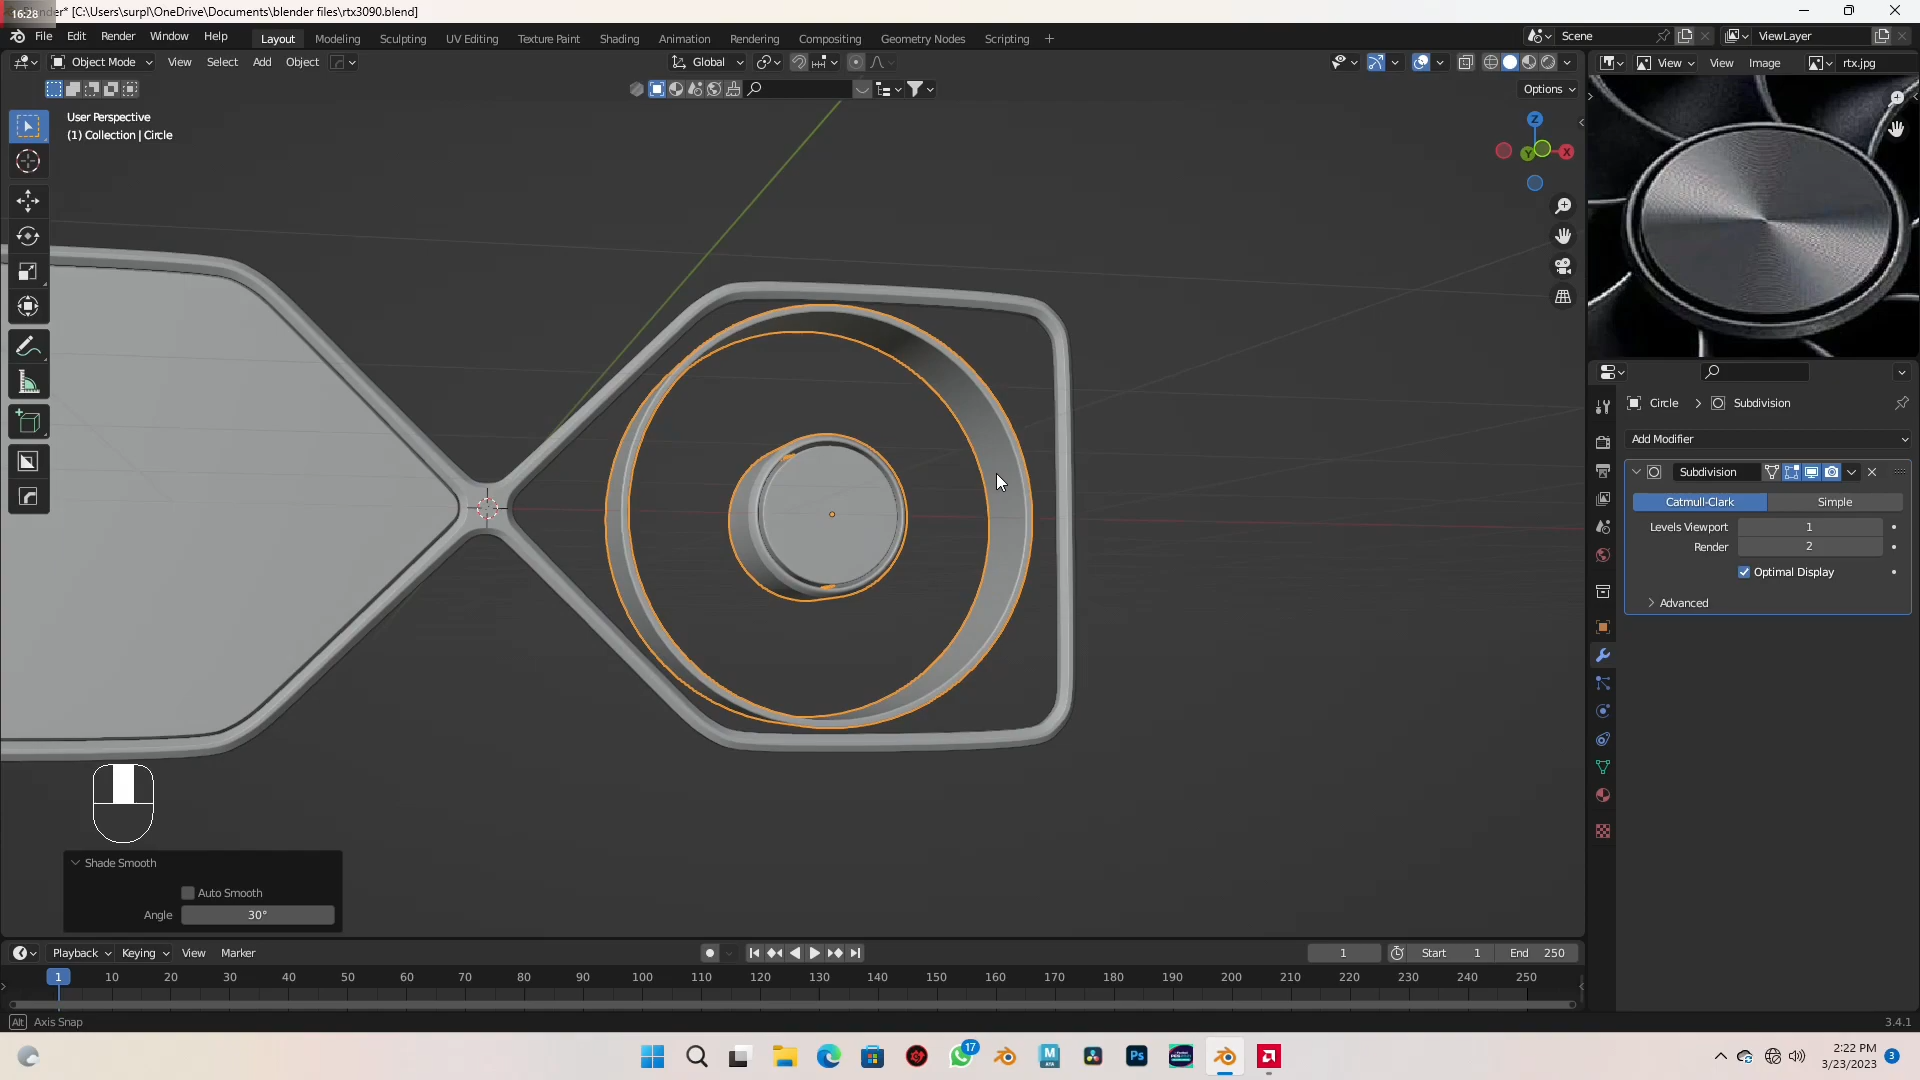 16:28
der* [C:\Users\surpl\OneDrive\Documents\blender files\rtx3090.blend]
File Edit Render Window Help Layout Modeling Sculpting UV Editing Texture Paint Shading Animation Rendering Compositing Geometry Nodes Scripting + Scene ViewLayer
Object Mode View Select Add Object Global View View Image rtx.jpg
Options
User Perspective
(1) Collection | Circle
Z
Y X
Circle > Subdivision
Add Modifier
Subdivision
Catmull-Clark Simple
Levels Viewport 1
Render 2
Optimal Display
Advanced
Shade Smooth
Auto Smooth
Angle 30°
Playback Keying View Marker 1 Start 1 End 250
1 10 20 30 40 50 60 70 80 90 100 110 120 130 140 150 160 170 180 190 200 210 220 230 240 250
Alt Axis Snap 3.4.1
17 M MAYA Ps
2:22 PM
3/23/2023 3